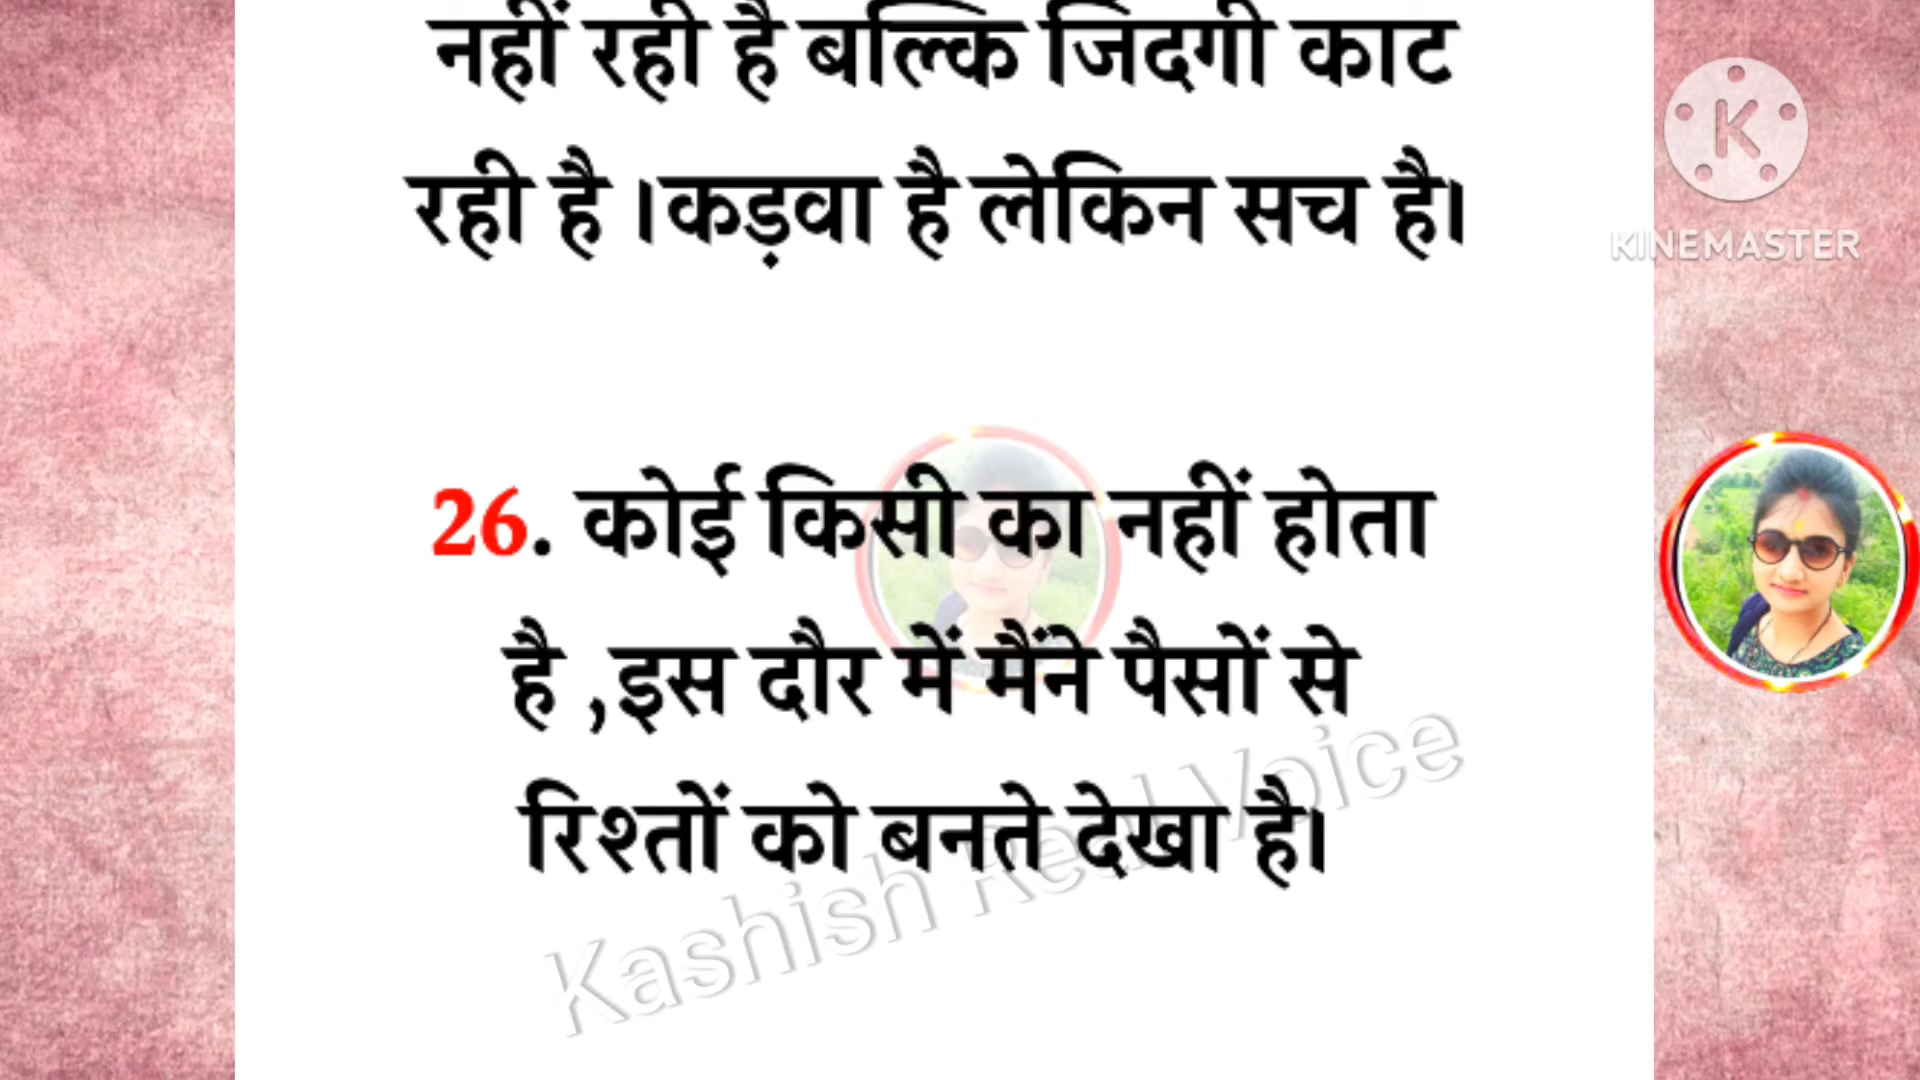 नहीं रही है बल्कि जिंदगी काट
रही है ।कड़वा है लेकिन सच है।
26. कोई किसी का नहीं होता
है ,इस दौर में मैंने पैसों से
रिश्तों को बनते देखा है।
Kashish Real Voice
K
KINEMASTER